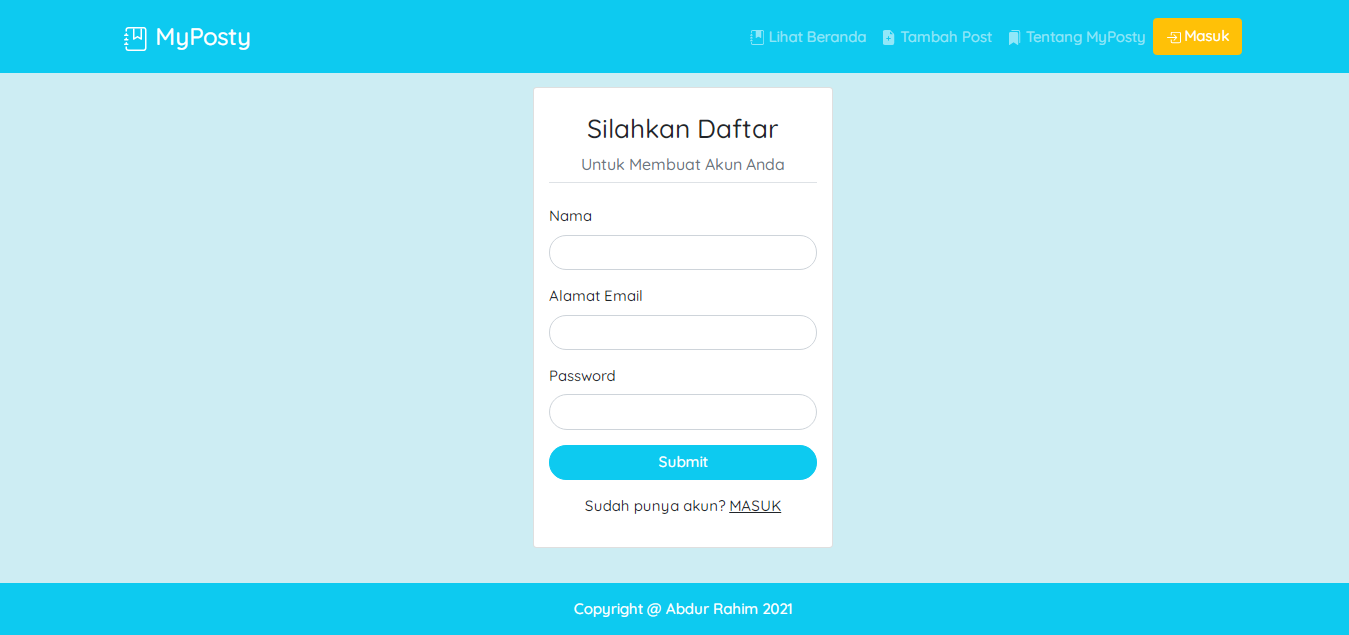 MyPosty
Lihat Beranda
Tambah Post
Tentang MyPosty
Masuk
Silahkan Daftar
Untuk Membuat Akun Anda
Nama
Alamat Email
Password
Submit
Sudah punya akun? MASUK
Copyright @ Abdur Rahim 2021